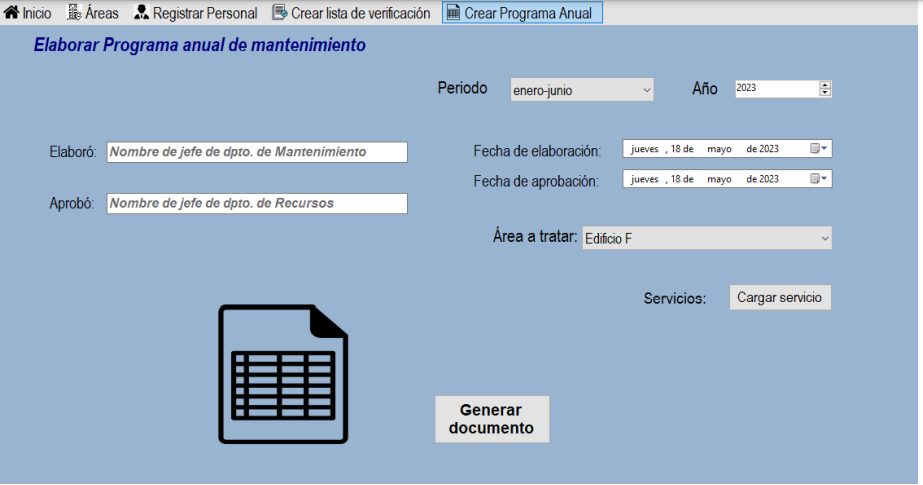 Inicio Áreas Registrar Personal Crear lista de verificación Crear Programa Anual
Elaborar Programa anual de mantenimiento
Periodo enero-junio Año 2023
Elaboró: Nombre de jefe de dpto. de Mantenimiento Fecha de elaboración: jueves , 18 de mayo de 2023
Fecha de aprobación: jueves , 18 de mayo de 2023
Aprobó: Nombre de jefe de dpto. de Recursos
Área a tratar: Edificio F
Servicios: Cargar servicio
Generar
documento